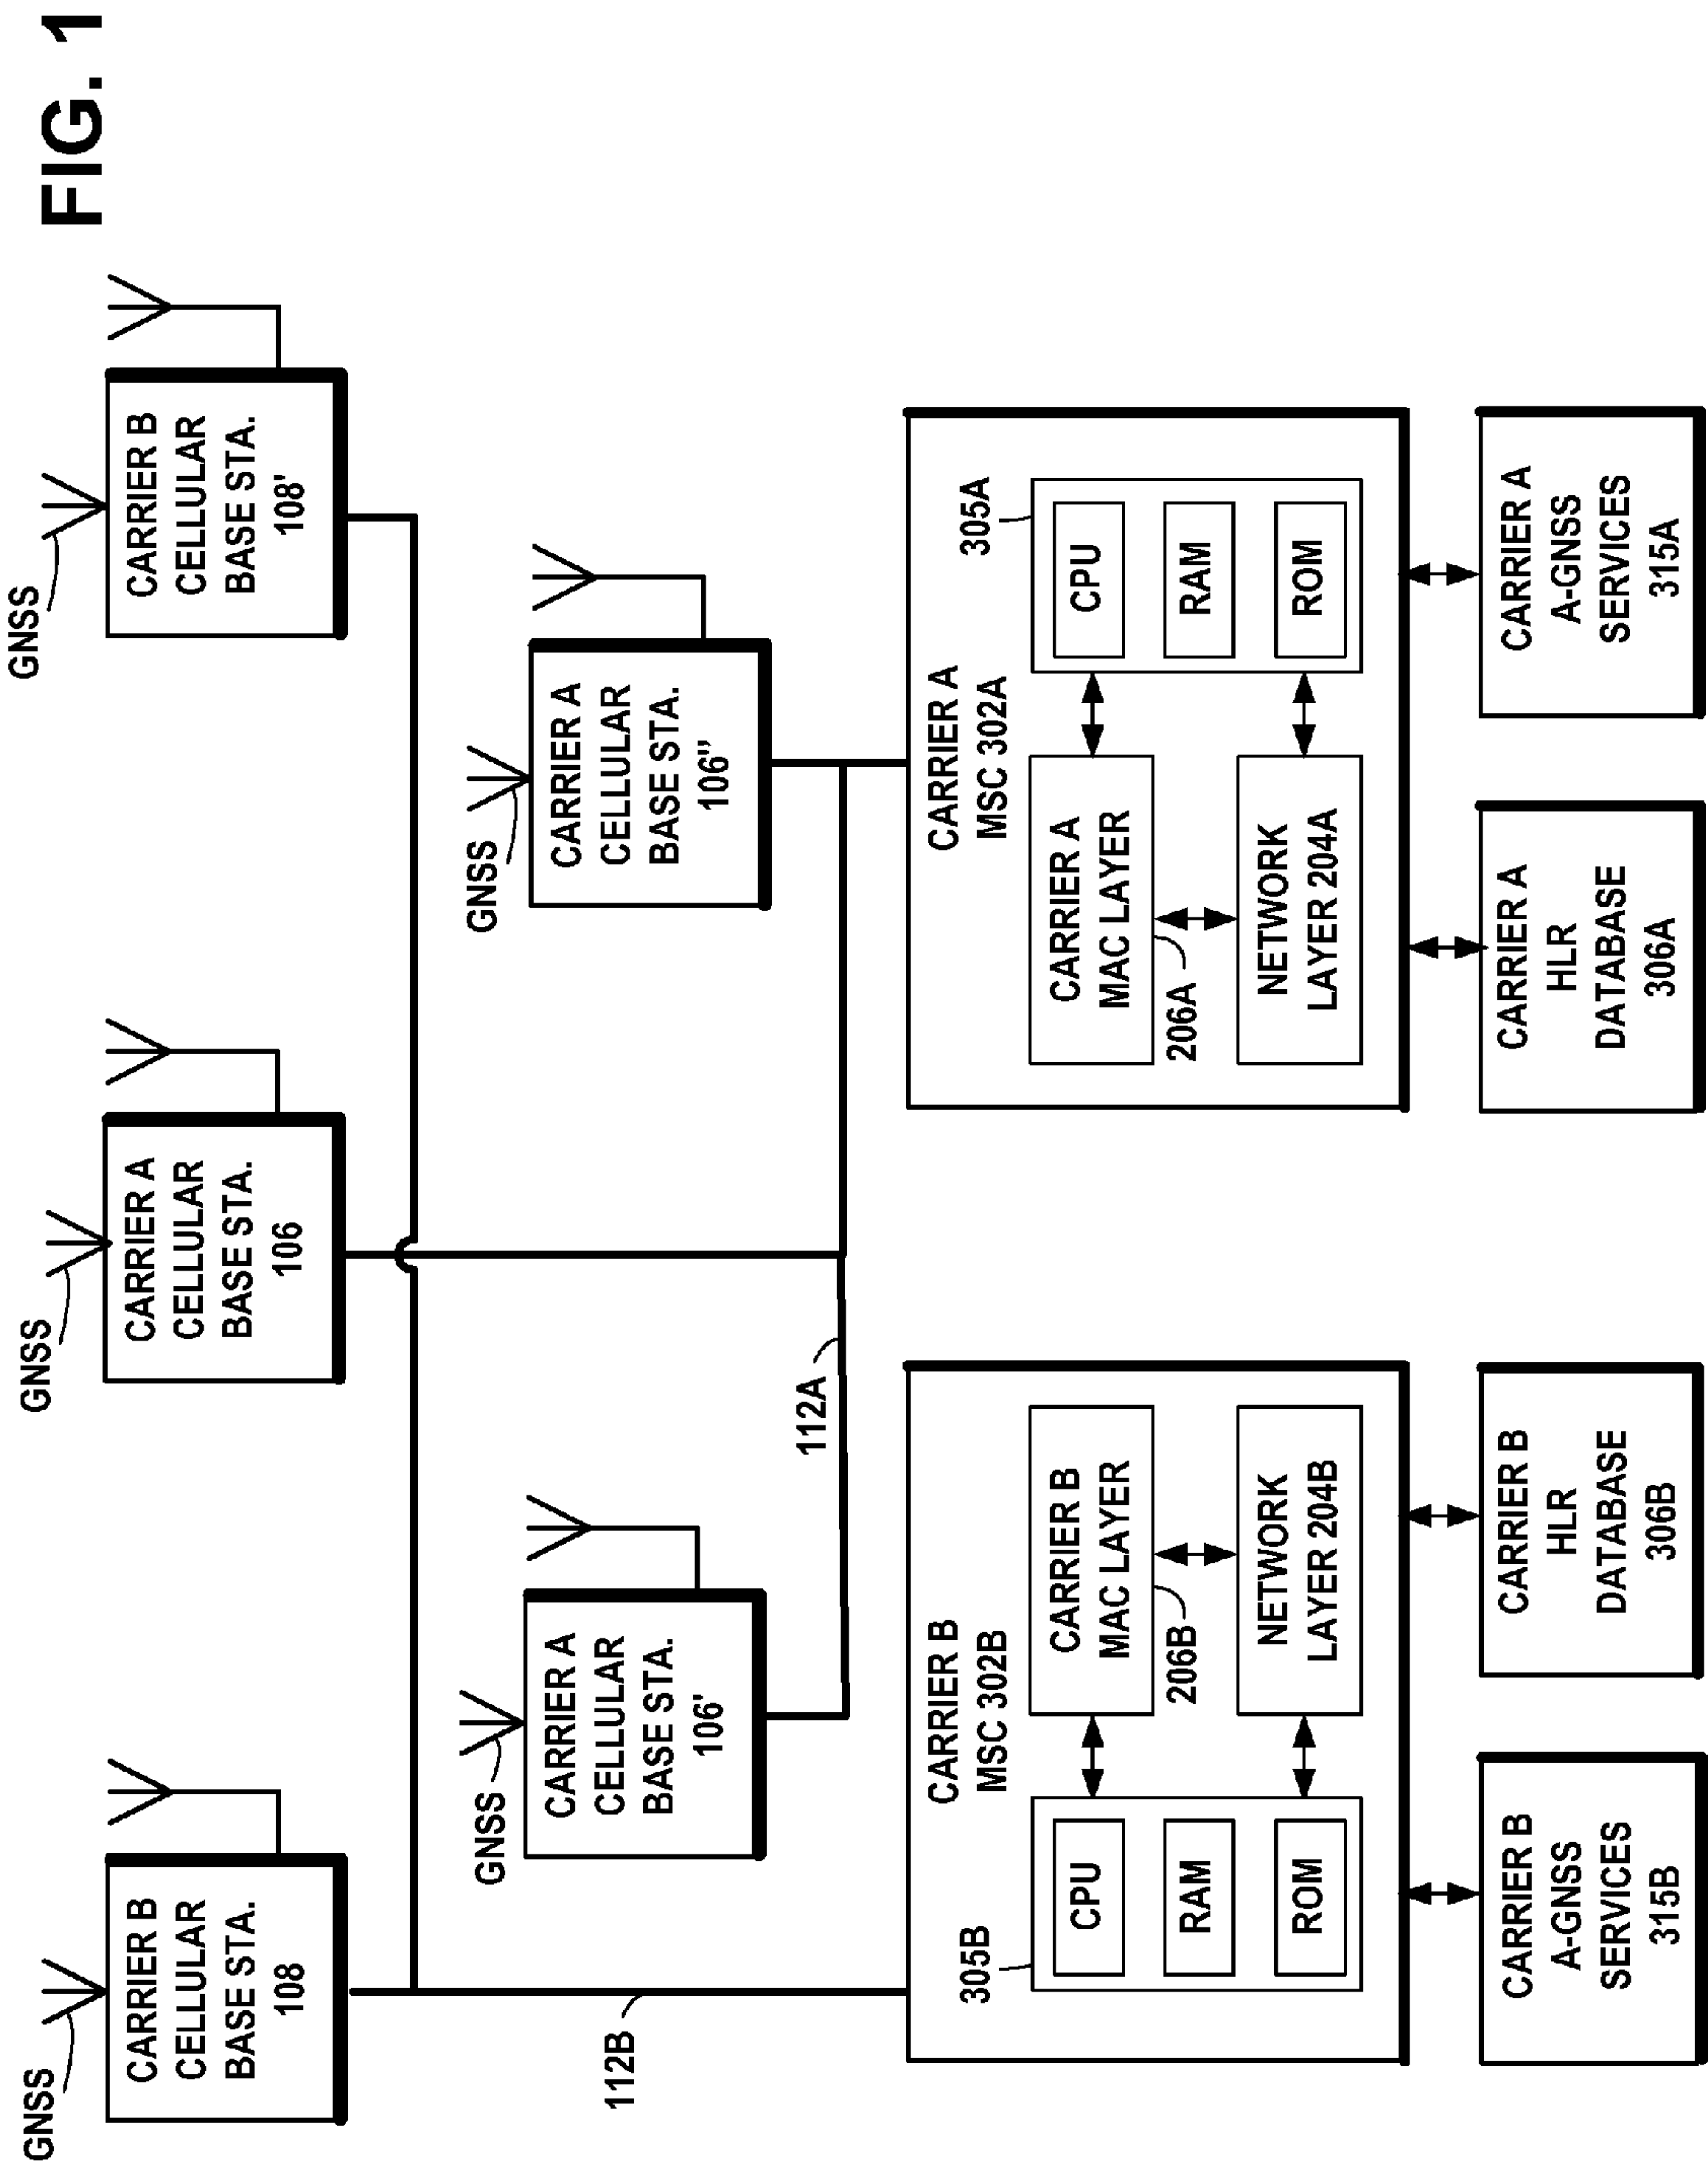 FIG. 1
GNSS
CARRIER B
CELLULAR
BASE STA.
108
GNSS
CARRIER A
CELLULAR
BASE STA.
106
GNSS
CARRIER B
CELLULAR
BASE STA.
108'
GNSS
CARRIER A
CELLULAR
BASE STA.
106'
GNSS
CARRIER A
CELLULAR
BASE STA.
106"
112B
112A
CARRIER B
MSC 302B
305B
CPU
RAM
ROM
CARRIER B
MAC LAYER
206B
NETWORK
LAYER 204B
CARRIER A
MSC 302A
CARRIER A
MAC LAYER
206A
NETWORK
LAYER 204A
305A
CPU
RAM
ROM
CARRIER B
A-GNSS
SERVICES
315B
CARRIER B
HLR
DATABASE
306B
CARRIER A
HLR
DATABASE
306A
CARRIER A
A-GNSS
SERVICES
315A